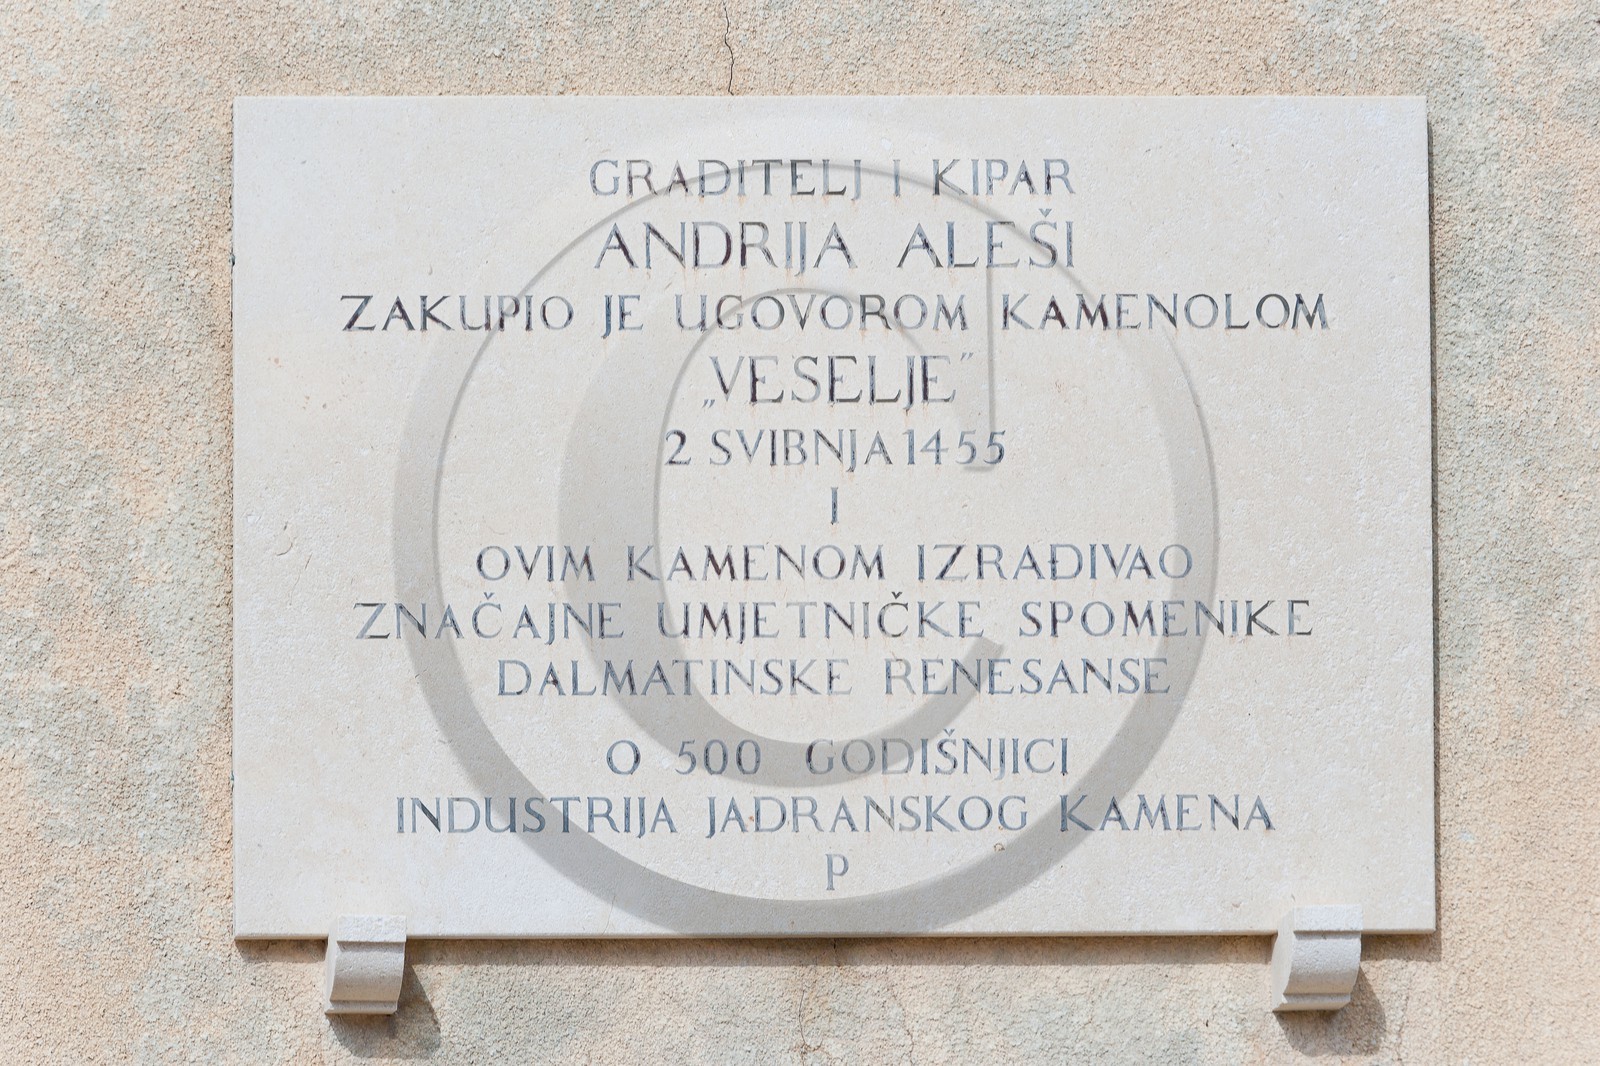 GRADITELJ I KIPAR
ANDRIJA ALEŠI
ZAKUPIO JE UGOVOROM KAMENOLOM
„VESELJE”
2 SVIBNJA 1455
I
OVIM KAMENOM IZRAĐIVAO
ZNAČAJNE UMJETNIČKE SPOMENIKE
DALMATINSKE RENESANSE
O 500 GODIŠNJICI
INDUSTRIJA JADRANSKOG KAMENA
P